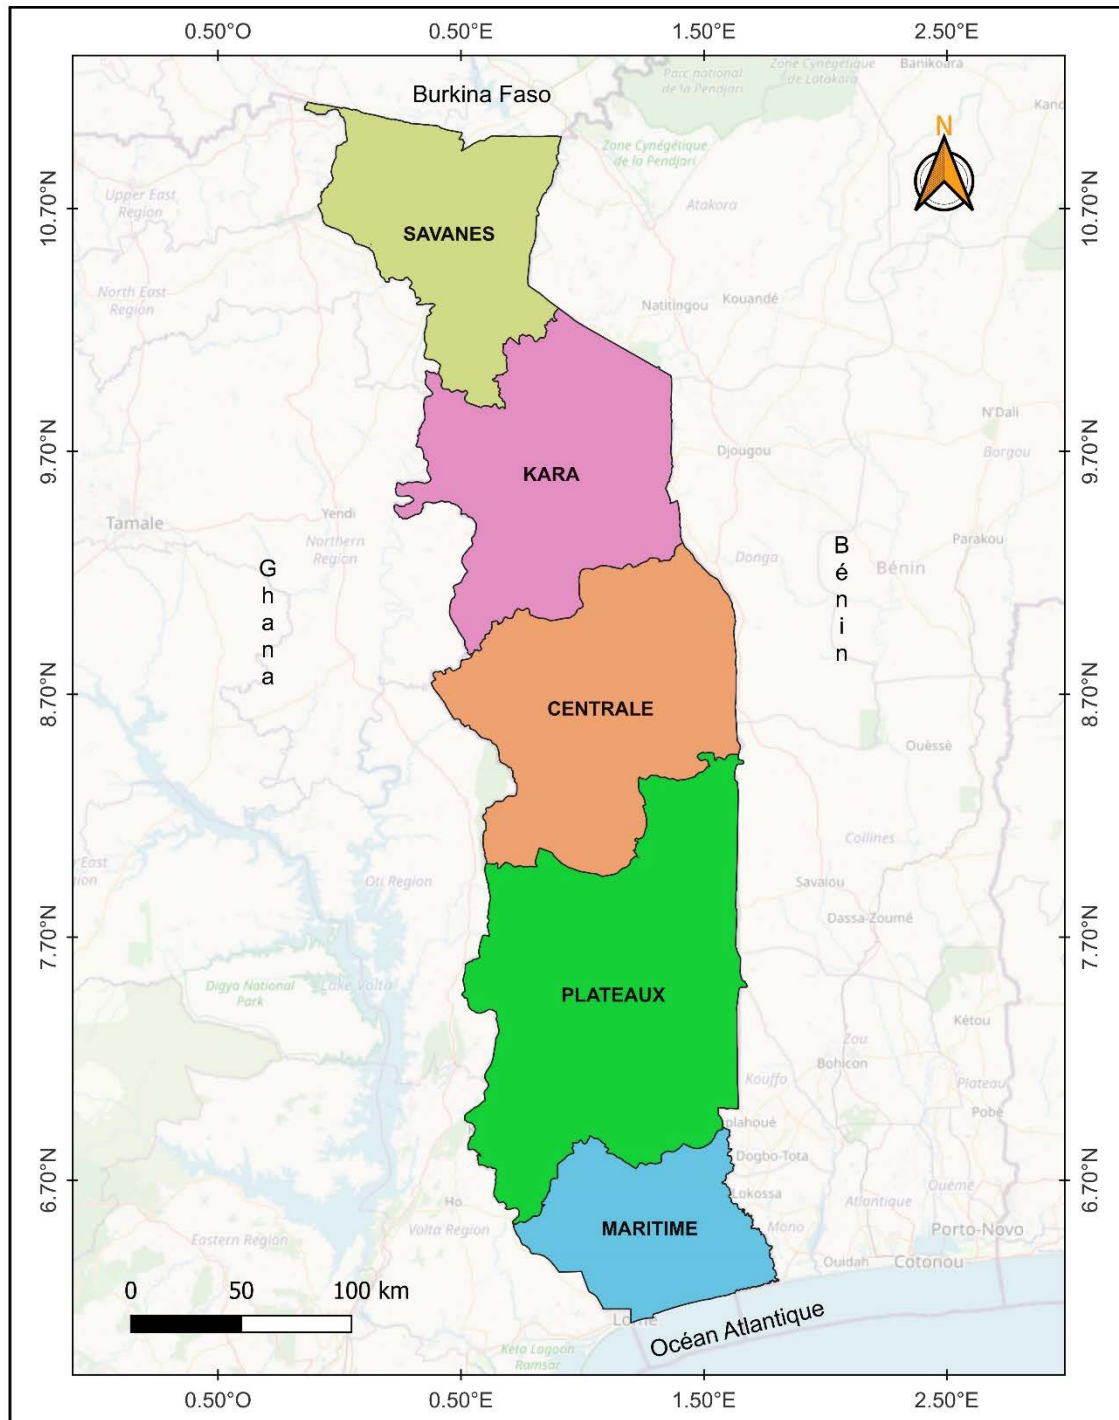 0.50°O 0.50°E 1.50°E 2.50°E
Burkina Faso
Parc national
de la Pendjari
Zone Cynégétique
de la Pendjari
Banikoara
N
Upper East
Region
Atakora
10.70°N
10.70°N
SAVANES
North East
Region
Natitingou
Kouandé
N'Dali
Borgou
9.70°N
9.70°N
Djougou
KARA
Tamale
Yendi
Northern
Region
Parakou
Donga
Bénin
Ghana
Bénin
8.70°N
8.70°N
CENTRALE
Ouèssè
Collines
Oti Region
Savalou
Dassa-Zoumé
7.70°N
7.70°N
Digya National
Park
Lake Volta
PLATEAUX
Kétou
Zou
Bohicon
Kouffo
Plateau
Pobè
Dogbo-Tota
6.70°N
6.70°N
Ho
Volta Region
Lokossa
Atlantique
Ouémé
Mono
Eastern Region
MARITIME
Porto-Novo
Ouidah
Cotonou
0 50 100 km
Lomé
Océan Atlantique
Keta Lagoon
Ramsar
0.50°O 0.50°E 1.50°E 2.50°E